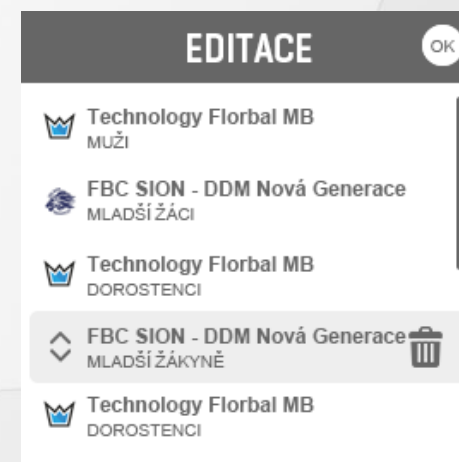 EDITACE
OK
Technology Florbal MB
MUŽI
FBC SION - DDM Nová Generace
MLADŠÍ ŽÁCI
Technology Florbal MB
DOROSTENCI
FBC SION - DDM Nová Generace
MLADŠÍ ŽÁKYNĚ
Technology Florbal MB
DOROSTENCI